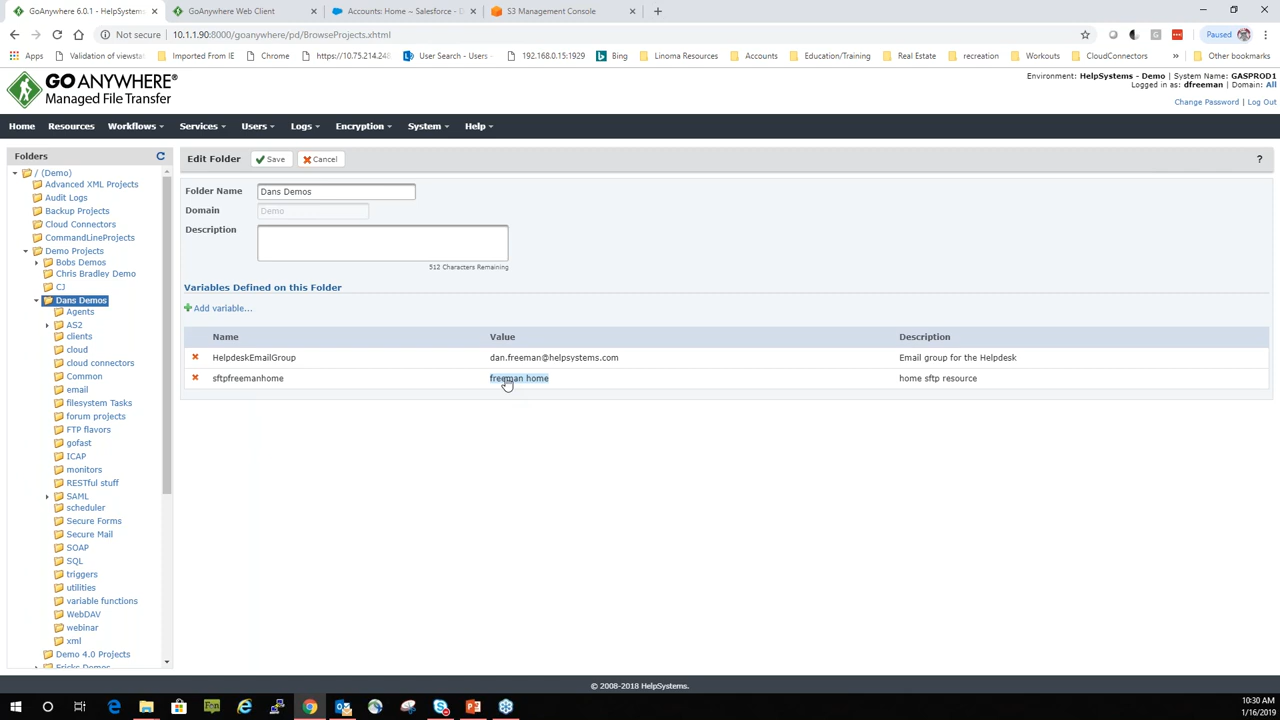 GoAnywhere 6.0.1 - HelpSystems
GoAnywhere Web Client
Accounts: Home ~ Salesforce - D
S3 Management Console
Not secure | 10.1.1.90:8000/goanywhere/pd/BrowseProjects.xhtml
Paused
Apps
Validation of viewst
Imported From IE
Chrome
https://10.75.214.24
User Search - Users
192.168.0.15:1929
Bing
Linoma Resources
Accounts
Education/Training
Real Estate
recreation
Workouts
CloudConnectors
»
Other bookmarks
GO ANYWHERE®
Managed File Transfer
Environment: HelpSystems - Demo | System Name: GASPROD1
Logged in as: dfreeman | Domain: All
Change Password | Log Out
Home Resources Workflows Services Users Logs Encryption System Help
Folders
Edit Folder Save Cancel ?
/ (Demo)
Advanced XML Projects
Audit Logs
Backup Projects
Cloud Connectors
CommandLineProjects
Demo Projects
Bobs Demos
Chris Bradley Demo
CJ
Dans Demos
Agents
AS2
clients
cloud
cloud connectors
Common
email
filesystem Tasks
forum projects
FTP flavors
gofast
ICAP
monitors
RESTful stuff
SAML
scheduler
Secure Forms
Secure Mail
SOAP
SQL
triggers
utilities
variable functions
WebDAV
webinar
xml
Demo 4.0 Projects
Ericks Demos
Folder Name Dans Demos
Domain Demo
Description
512 Characters Remaining
Variables Defined on this Folder
Add variable...
Name Value Description
HelpdeskEmailGroup dan.freeman@helpsystems.com Email group for the Helpdesk
sftpfreemanhome freeman home home sftp resource
© 2008-2018 HelpSystems.
10:30 AM
1/16/2019